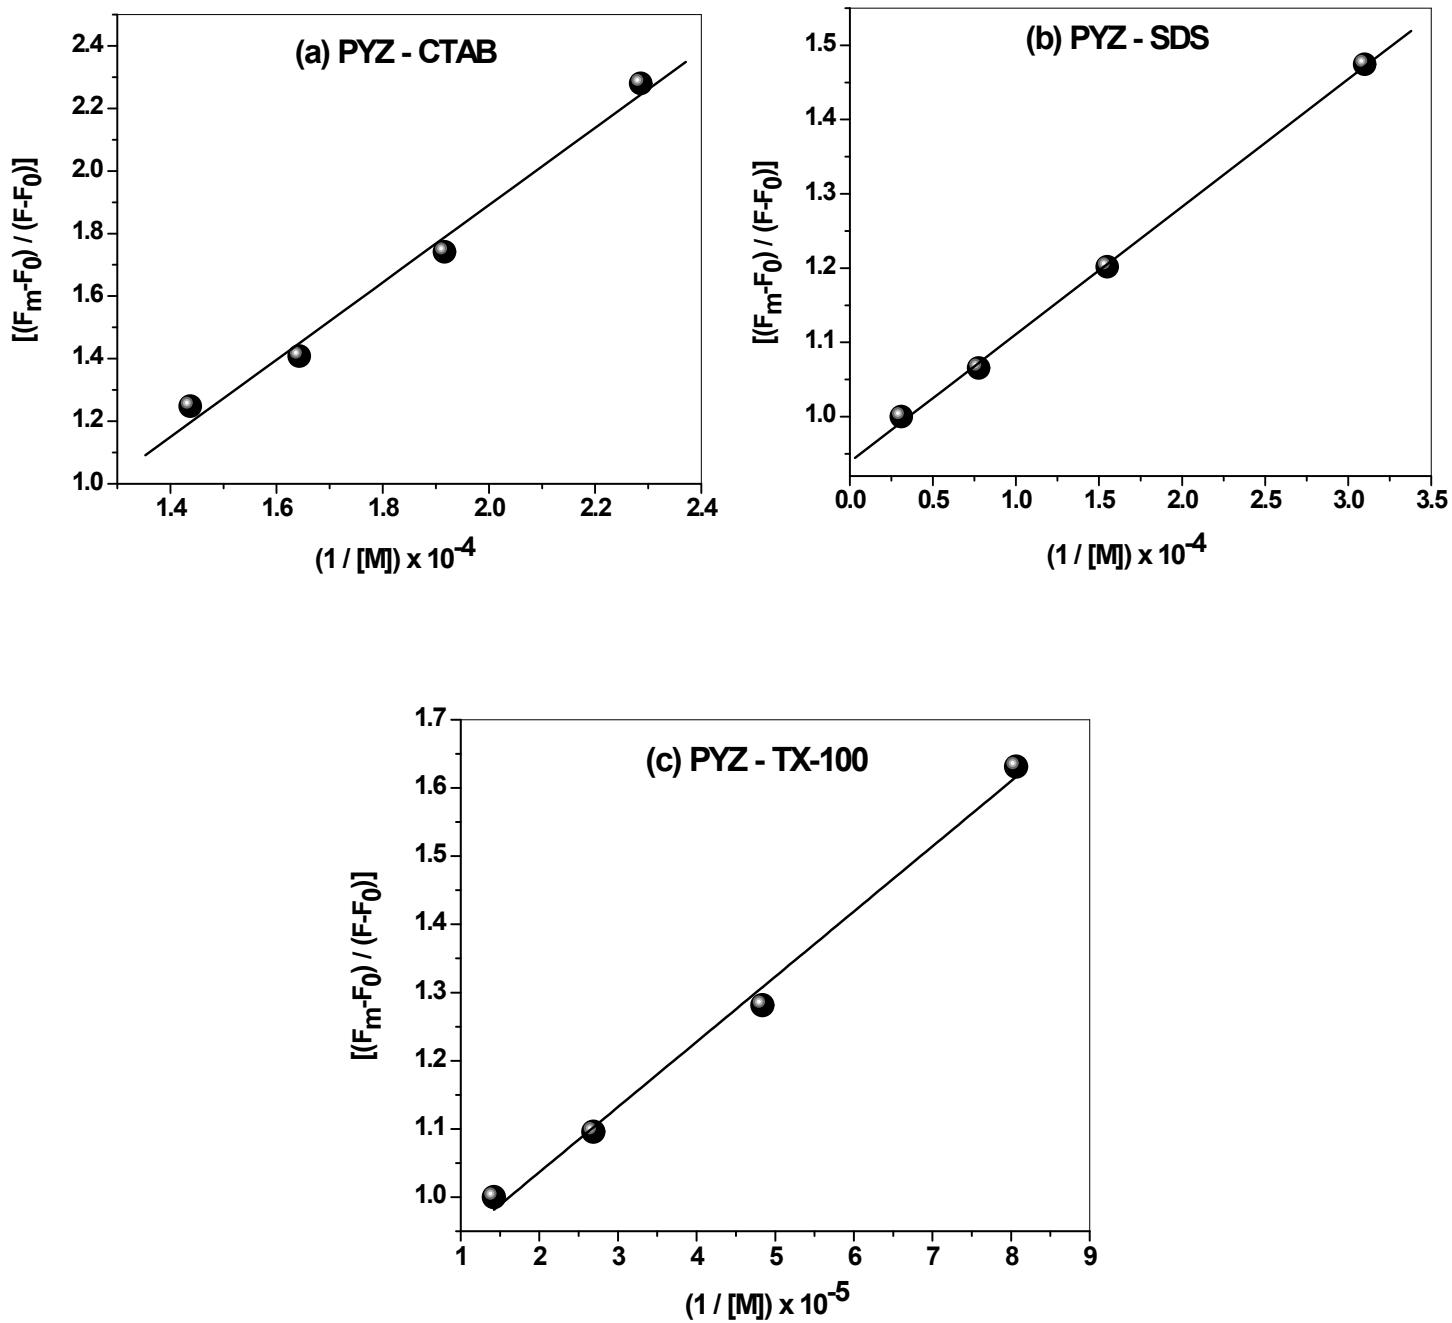 (a) PYZ - CTAB
[(Fm-F0) / (F-F0)]
2.4
2.2
2.0
1.8
1.6
1.4
1.2
1.0
1.4 1.6 1.8 2.0 2.2 2.4
(1 / [M]) x 10-4
(b) PYZ - SDS
[(Fm-F0) / (F-F0)]
1.5
1.4
1.3
1.2
1.1
1.0
0.0 0.5 1.0 1.5 2.0 2.5 3.0 3.5
(1 / [M]) x 10-4
(c) PYZ - TX-100
[(Fm-F0) / (F-F0)]
1.7
1.6
1.5
1.4
1.3
1.2
1.1
1.0
1 2 3 4 5 6 7 8 9
(1 / [M]) x 10-5